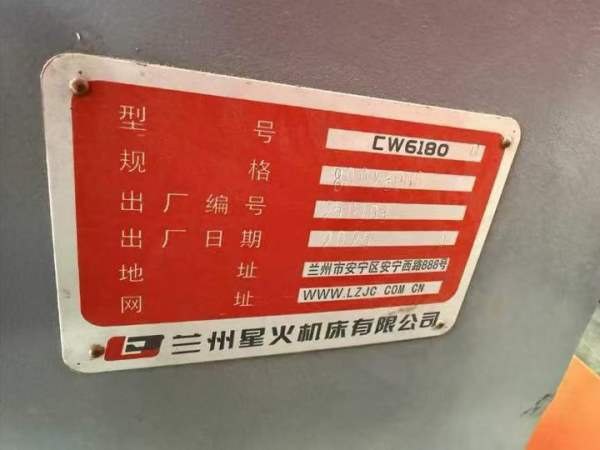 型号 CW6180
规格
出厂编号
出厂日期
地址 兰州市安宁区安宁西路888号
网址 WWW.LZJC.COM.CN
兰州星火机床有限公司